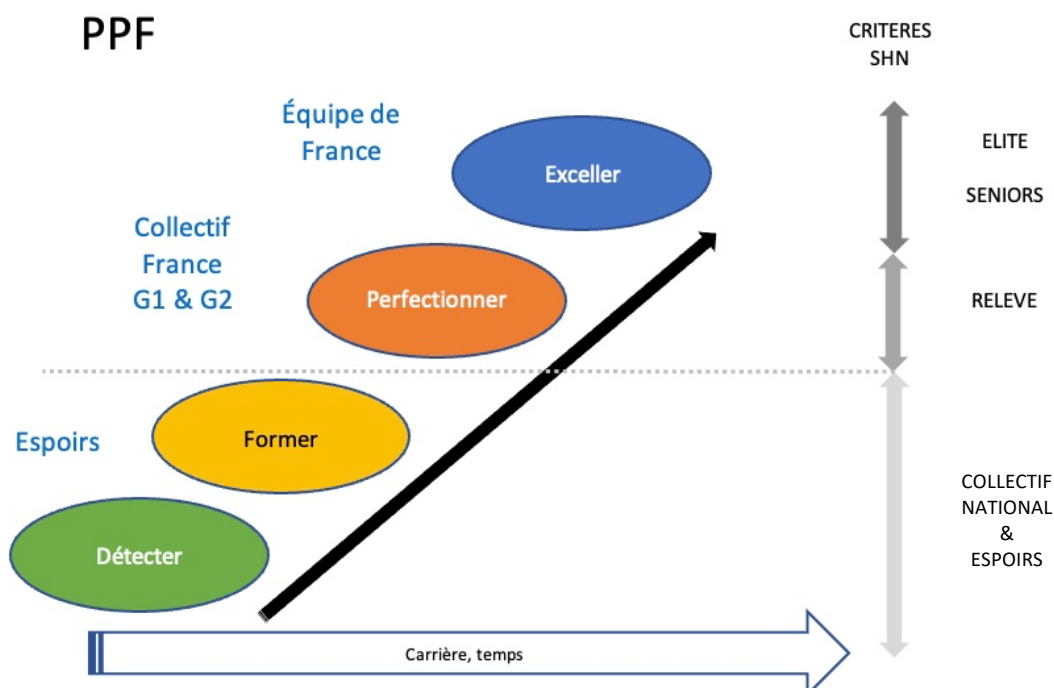 PPF
CRITERES
SHN
Équipe de
France
Exceller
ELITE
SENIORS
Collectif
France
G1 & G2
Perfectionner
RELEVE
Espoirs
Former
COLLECTIF
NATIONAL
&
ESPOIRS
Détecter
Carrière, temps